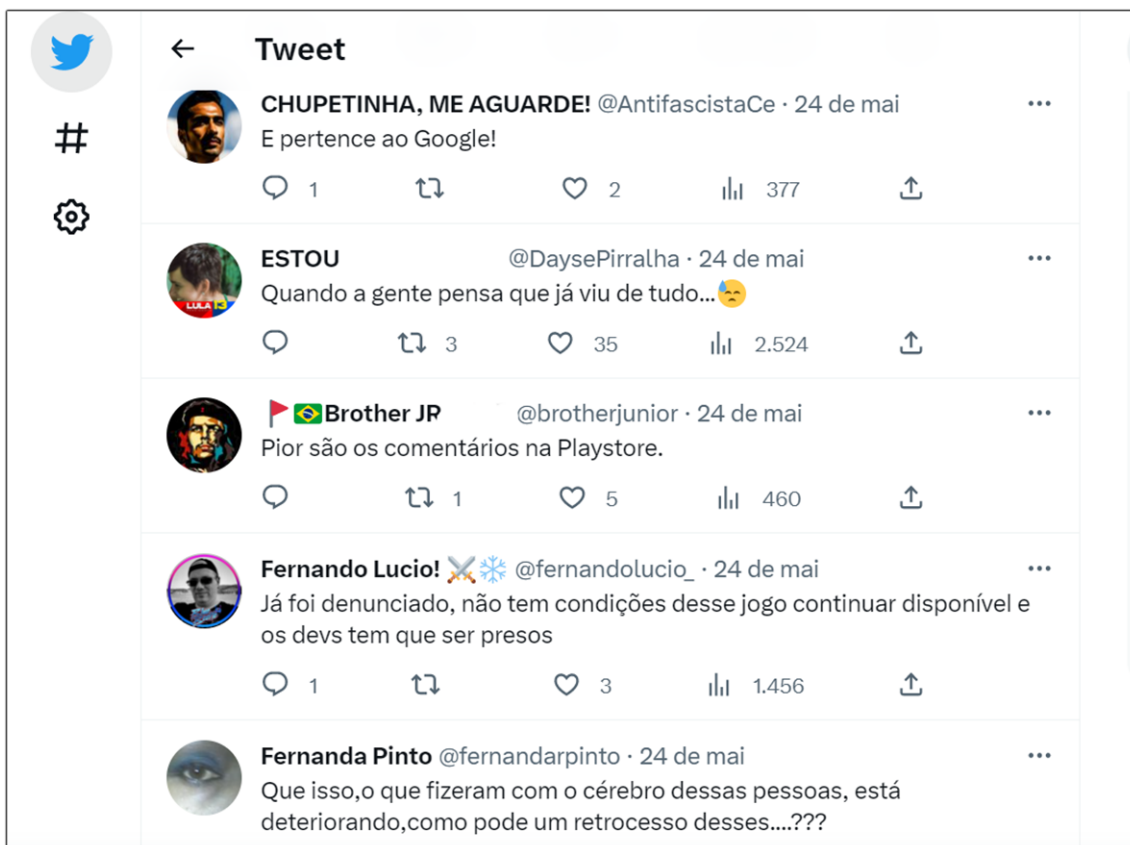 Tweet
CHUPETINHA, ME AGUARDE! @AntifascistaCe · 24 de mai
E pertence ao Google!
1 2 377
ESTOU @DaysePirralha · 24 de mai
Quando a gente pensa que já viu de tudo...😓
LULA 13
3 35 2.524
🚩🇧🇷Brother JR @brotherjunior · 24 de mai
Pior são os comentários na Playstore.
1 5 460
Fernando Lucio! ⚔️❄️ @fernandolucio_ · 24 de mai
Já foi denunciado, não tem condições desse jogo continuar disponível e
os devs tem que ser presos
1 3 1.456
Fernanda Pinto @fernandarpinto · 24 de mai
Que isso,o que fizeram com o cérebro dessas pessoas, está
deteriorando,como pode um retrocesso desses....???